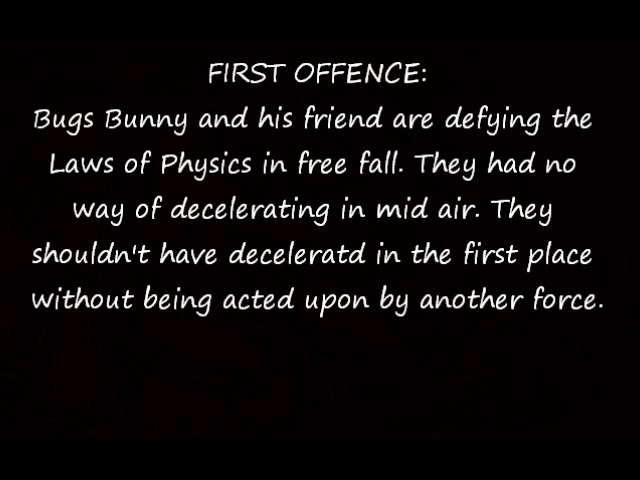 FIRST OFFENCE:
Bugs Bunny and his friend are defying the
Laws of Physics in free fall. They had no
way of decelerating in mid air. They
shouldn't have deceleratd in the first place
without being acted upon by another force.